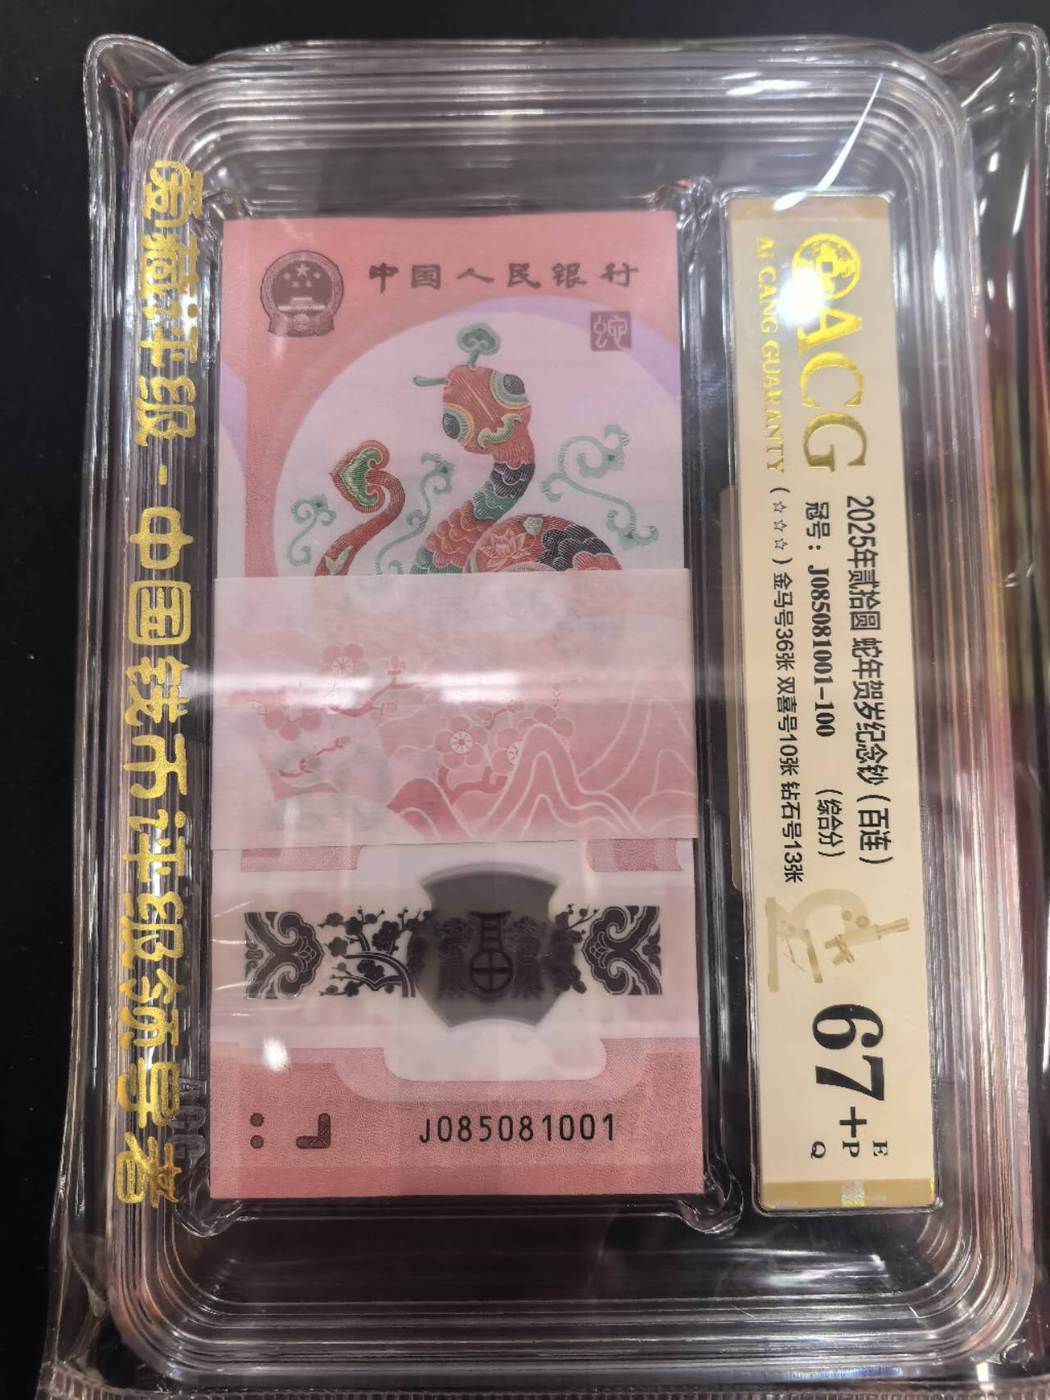 爱藏评级-中国钱币评级领导者
中国人民银行
J085081001
ACG
Ai CANG GUARANTY
2025年贰拾圆 蛇年贺岁纪念钞(百连)
冠号: J085081001-100 (综合分)
(☆☆☆)金马号36张 双喜号10张 钻石号13张
67+
E
P
Q